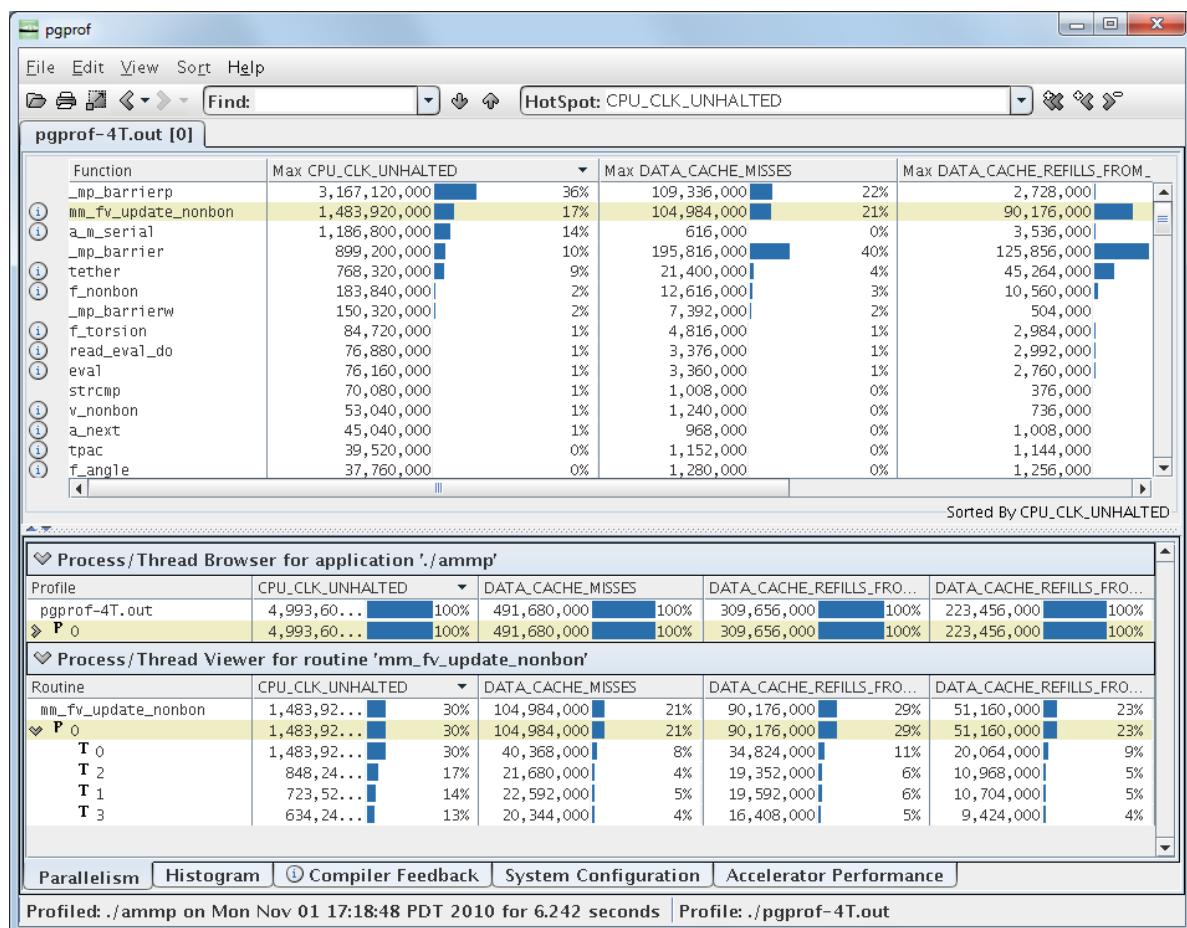 pgprof
File Edit View Sort Help
Find: HotSpot: CPU_CLK_UNHALTED
pgprof-4T.out [0]
Function Max CPU_CLK_UNHALTED Max DATA_CACHE_MISSES Max DATA_CACHE_REFILLS_FROM_
_mp_barrierp 3,167,120,000 36% 109,336,000 22% 2,728,000
mm_fv_update_nonbon 1,483,920,000 17% 104,984,000 21% 90,176,000
a_m_serial 1,186,800,000 14% 616,000 0% 3,536,000
_mp_barrier 899,200,000 10% 195,816,000 40% 125,856,000
tether 768,320,000 9% 21,400,000 4% 45,264,000
f_nonbon 183,840,000 2% 12,616,000 3% 10,560,000
_mp_barrierw 150,320,000 2% 7,392,000 2% 504,000
f_torsion 84,720,000 1% 4,816,000 1% 2,984,000
read_eval_do 76,880,000 1% 3,376,000 1% 2,992,000
eval 76,160,000 1% 3,360,000 1% 2,760,000
strcmp 70,080,000 1% 1,008,000 0% 376,000
v_nonbon 53,040,000 1% 1,240,000 0% 736,000
a_next 45,040,000 1% 968,000 0% 1,008,000
tpac 39,520,000 0% 1,152,000 0% 1,144,000
f_angle 37,760,000 0% 1,280,000 0% 1,256,000
Sorted By CPU_CLK_UNHALTED
Process/Thread Browser for application './ammp'
Profile CPU_CLK_UNHALTED DATA_CACHE_MISSES DATA_CACHE_REFILLS_FRO... DATA_CACHE_REFILLS_FRO...
pgprof-4T.out 4,993,60... 100% 491,680,000 100% 309,656,000 100% 223,456,000 100%
P 0 4,993,60... 100% 491,680,000 100% 309,656,000 100% 223,456,000 100%
Process/Thread Viewer for routine 'mm_fv_update_nonbon'
Routine CPU_CLK_UNHALTED DATA_CACHE_MISSES DATA_CACHE_REFILLS_FRO... DATA_CACHE_REFILLS_FRO...
mm_fv_update_nonbon 1,483,92... 30% 104,984,000 21% 90,176,000 29% 51,160,000 23%
P 0 1,483,92... 30% 104,984,000 21% 90,176,000 29% 51,160,000 23%
T 0 1,483,92... 30% 40,368,000 8% 34,824,000 11% 20,064,000 9%
T 2 848,24... 17% 21,680,000 4% 19,352,000 6% 10,968,000 5%
T 1 723,52... 14% 22,592,000 5% 19,592,000 6% 10,704,000 5%
T 3 634,24... 13% 20,344,000 4% 16,408,000 5% 9,424,000 4%
Parallelism Histogram Compiler Feedback System Configuration Accelerator Performance
Profiled: ./ammp on Mon Nov 01 17:18:48 PDT 2010 for 6.242 seconds Profile: ./pgprof-4T.out